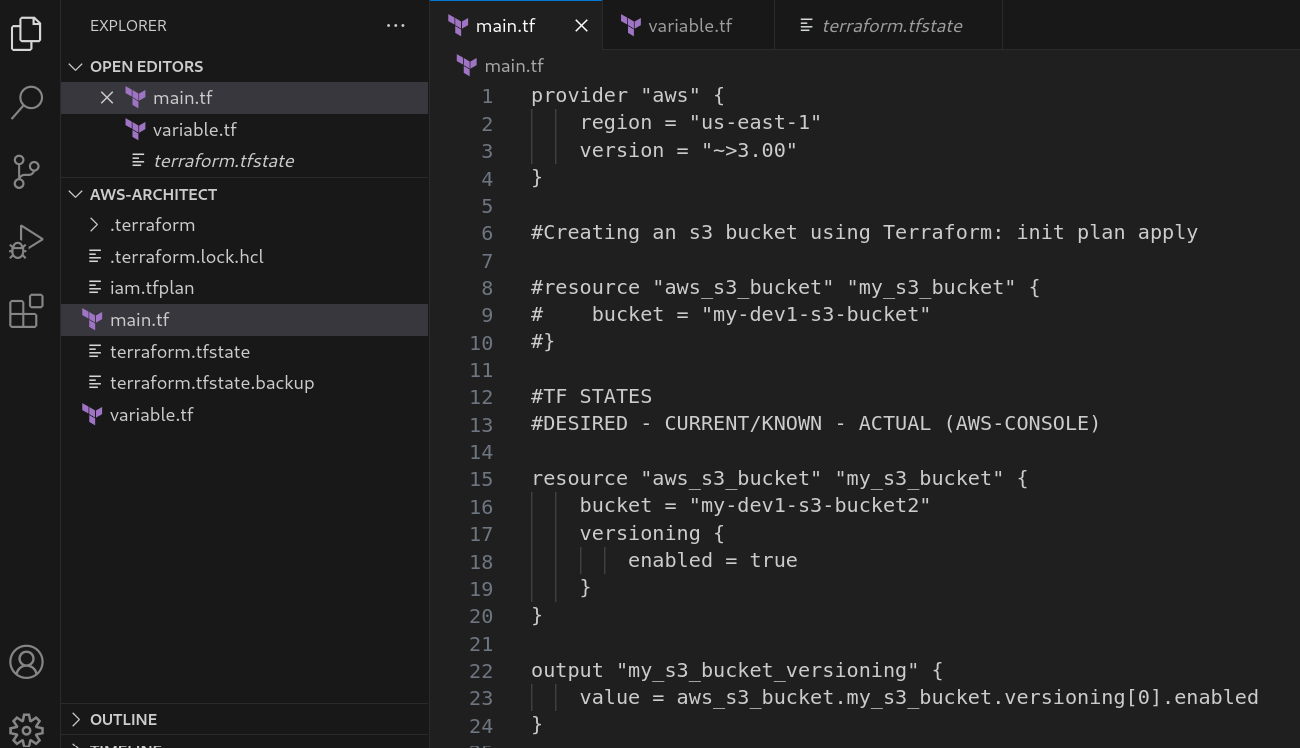 EXPLORER
OPEN EDITORS
main.tf
variable.tf
terraform.tfstate
AWS-ARCHITECT
.terraform
.terraform.lock.hcl
iam.tfplan
main.tf
terraform.tfstate
terraform.tfstate.backup
variable.tf
OUTLINE
TIMELINE
main.tf variable.tf terraform.tfstate
main.tf
1 provider "aws" {
2 region = "us-east-1"
3 version = "~>3.00"
4 }
5
6 #Creating an s3 bucket using Terraform: init plan apply
7
8 #resource "aws_s3_bucket" "my_s3_bucket" {
9 #    bucket = "my-dev1-s3-bucket"
10 #}
11
12 #TF STATES
13 #DESIRED - CURRENT/KNOWN - ACTUAL (AWS-CONSOLE)
14
15 resource "aws_s3_bucket" "my_s3_bucket" {
16 bucket = "my-dev1-s3-bucket2"
17 versioning {
18 enabled = true
19 }
20 }
21
22 output "my_s3_bucket_versioning" {
23 value = aws_s3_bucket.my_s3_bucket.versioning[0].enabled
24 }